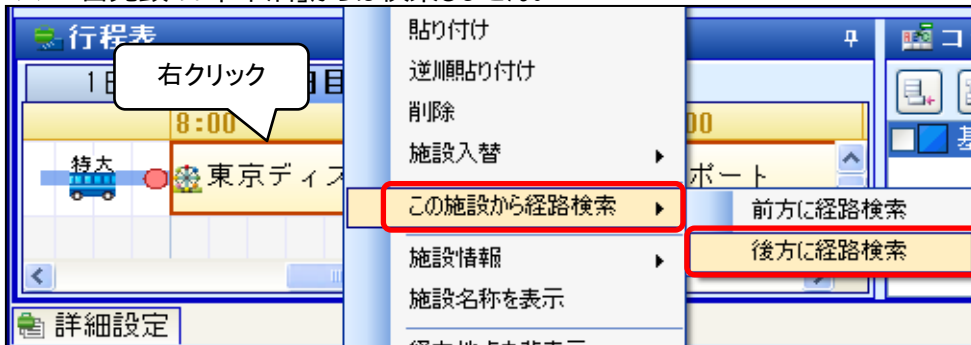 行程表
コ
1日
日目
右クリック
8:00
00
特大
東京ディズ
ポート
基
貼り付け
逆順貼り付け
削除
施設入替
この施設から経路検索
前方に経路検索
後方に経路検索
施設情報
施設名称を表示
詳細設定